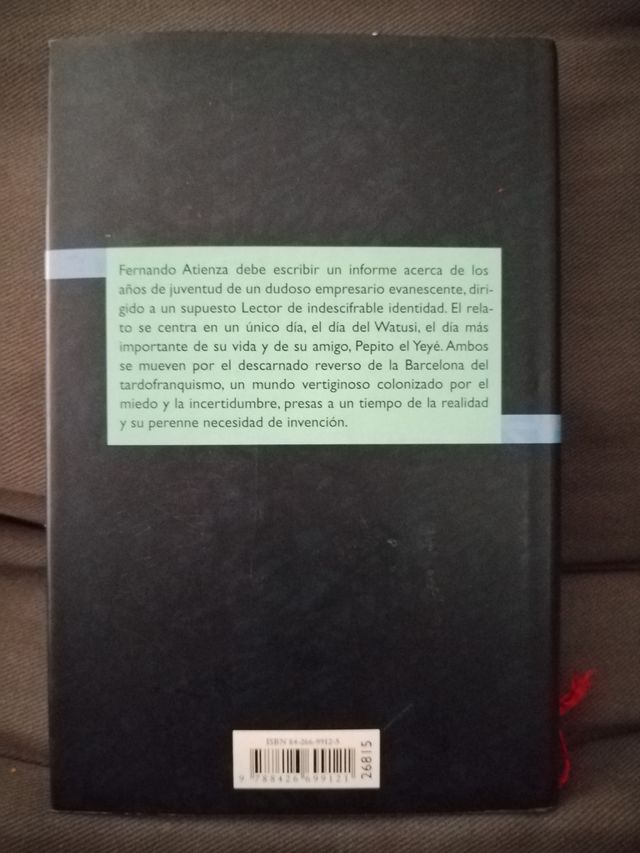 Fernando Atienza debe escribir un informe acerca de los
años de juventud de un dudoso empresario evanescente, diri-
gido a un supuesto Lector de indescifrable identidad. El rela-
to se centra en un único día, el día del Watusi, el día más
importante de su vida y de su amigo, Pepito el Yeyé. Ambos
se mueven por el descarnado reverso de la Barcelona del
tardofranquismo, un mundo vertiginoso colonizado por el
miedo y la incertidumbre, presas a un tiempo de la realidad
y su perenne necesidad de invención.
ISBN 84-266-9912-5
9 788426 699121
26815